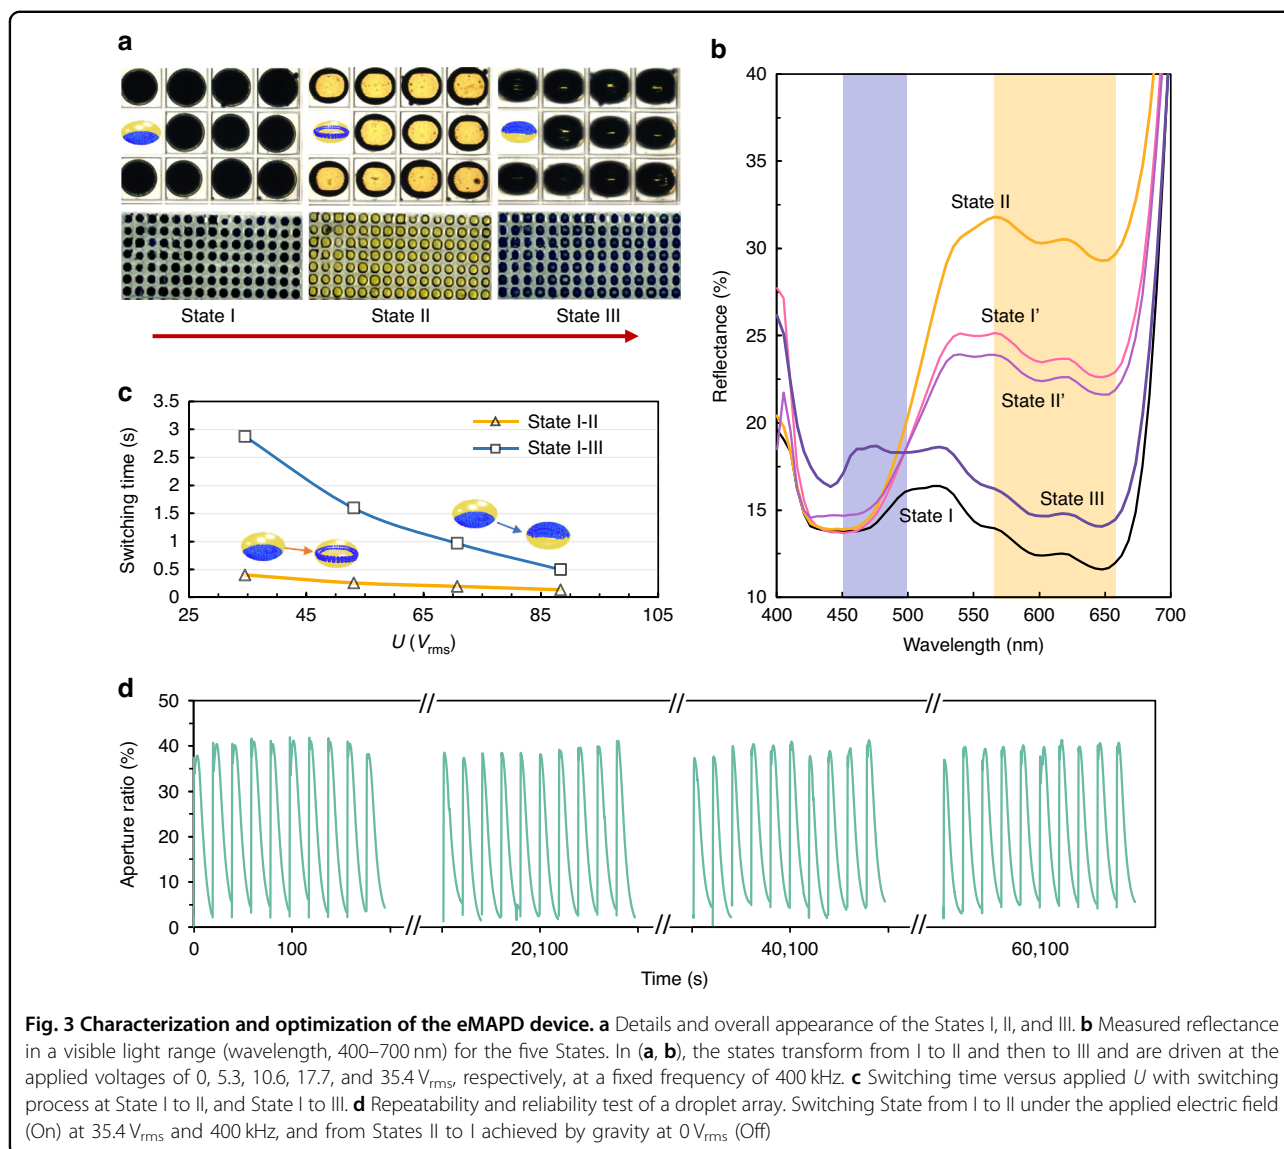 a
State I
State II
State III
b
40
35
30
25
20
15
10
Reflectance (%)
State II
State I’
State II’
State III
State I
400
450
500
550
600
650
700
Wavelength (nm)
c
3.5
3
2.5
2
1.5
1
0.5
0
Switching time (s)
State I-II
State I-III
25
45
65
85
105
U (Vrms)
d
50
40
30
20
10
0
Aperture ratio (%)
0
100
20,100
40,100
60,100
Time (s)
Fig. 3 Characterization and optimization of the eMAPD device. a Details and overall appearance of the States I, II, and III. b Measured reflectance
in a visible light range (wavelength, 400–700 nm) for the five States. In (a, b), the states transform from I to II and then to III and are driven at the
applied voltages of 0, 5.3, 10.6, 17.7, and 35.4 Vrms, respectively, at a fixed frequency of 400 kHz. c Switching time versus applied U with switching
process at State I to II, and State I to III. d Repeatability and reliability test of a droplet array. Switching State from I to II under the applied electric field
(On) at 35.4 Vrms and 400 kHz, and from States II to I achieved by gravity at 0 Vrms (Off)